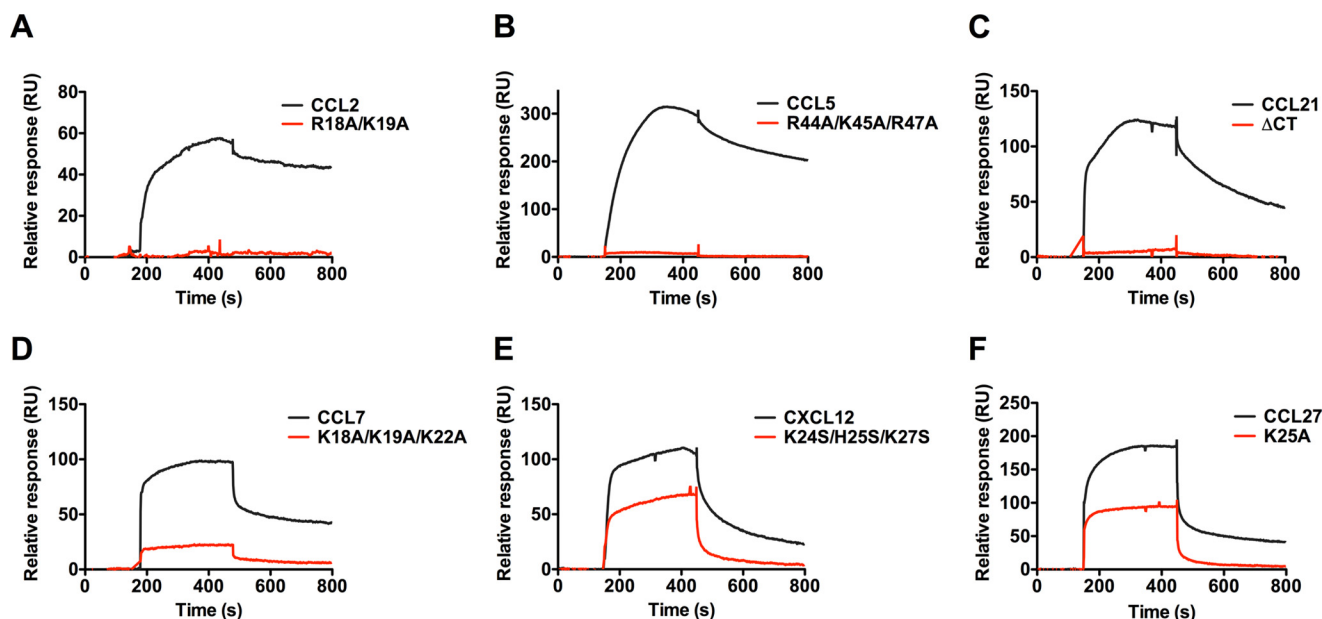 A
Relative response (RU)
80
60
40
20
0
CCL2
R18A/K19A
0 200 400 600 800
Time (s)
B
Relative response (RU)
300
200
100
0
CCL5
R44A/K45A/R47A
0 200 400 600 800
Time (s)
C
Relative response (RU)
150
100
50
0
CCL21
ΔCT
0 200 400 600 800
Time (s)
D
Relative response (RU)
150
100
50
0
CCL7
K18A/K19A/K22A
0 200 400 600 800
Time (s)
E
Relative response (RU)
150
100
50
0
CXCL12
K24S/H25S/K27S
0 200 400 600 800
Time (s)
F
Relative response (RU)
250
200
150
100
50
0
CCL27
K25A
0 200 400 600 800
Time (s)